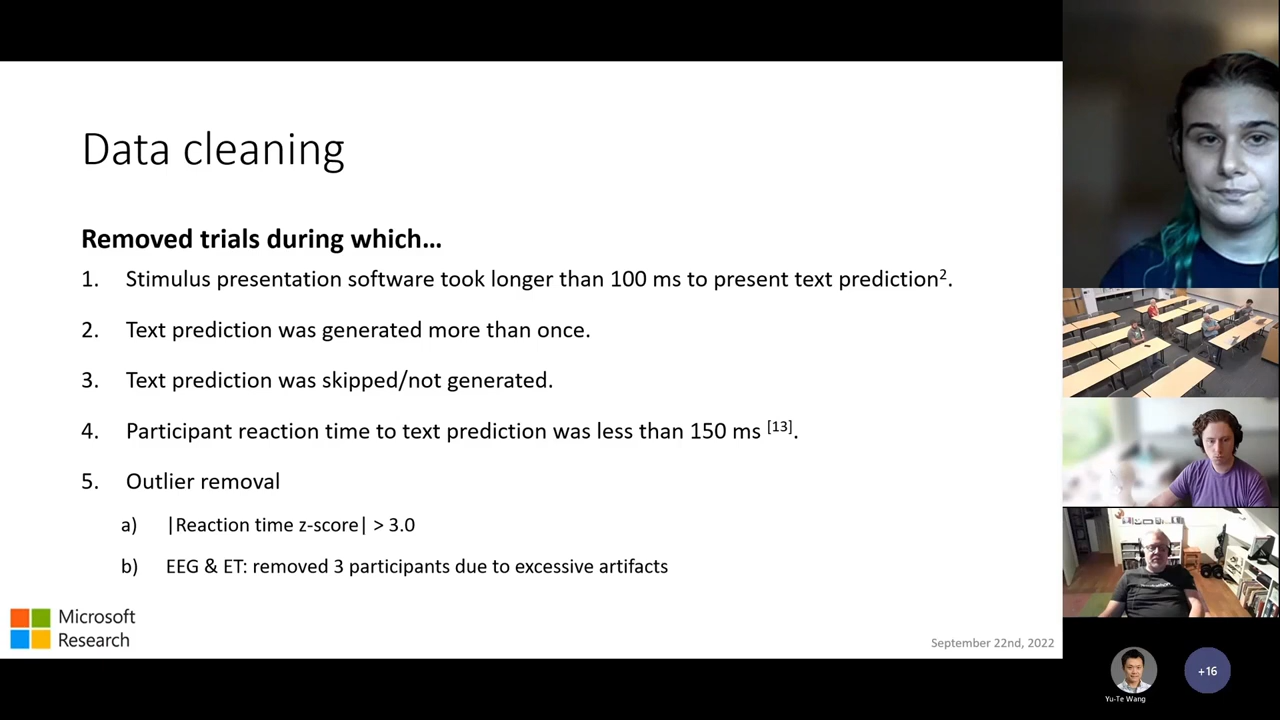 Data cleaning
Removed trials during which…
1. Stimulus presentation software took longer than 100 ms to present text prediction².
2. Text prediction was generated more than once.
3. Text prediction was skipped/not generated.
4. Participant reaction time to text prediction was less than 150 ms [13].
5. Outlier removal
a) |Reaction time z-score| > 3.0
b) EEG & ET: removed 3 participants due to excessive artifacts
Microsoft
Research
September 22nd, 2022
Yu-Te Wang
+16